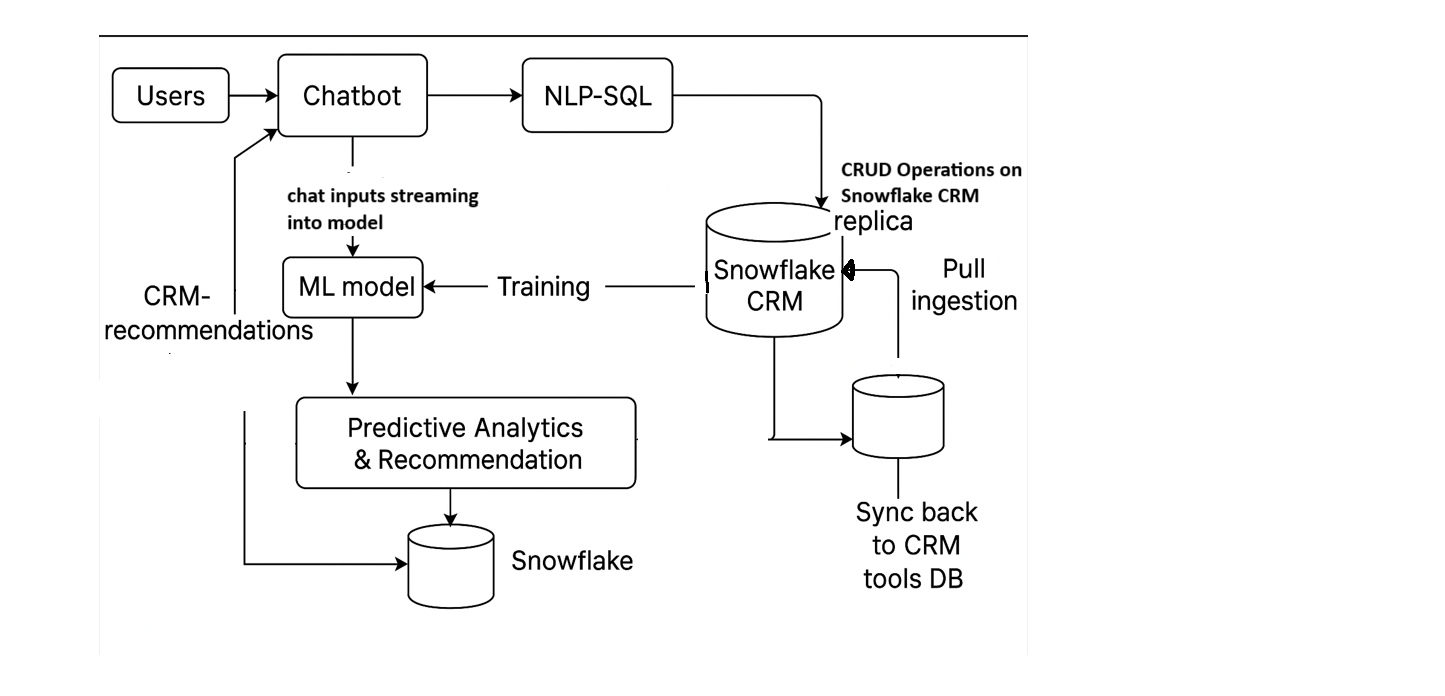 Users
Chatbot
NLP-SQL
CRUD Operations on
Snowflake CRM
replica
chat inputs streaming
into model
Snowflake
CRM
Pull
ingestion
ML model
Training
CRM-
recommendations
Predictive Analytics
& Recommendation
Snowflake
Sync back
to CRM
tools DB